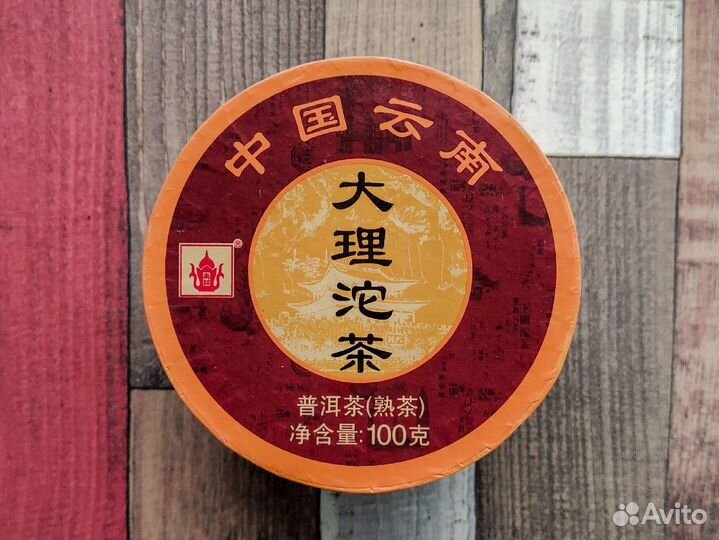 中国云南
大理沱茶
普洱茶(熟茶)
净含量:100克
®
Avito